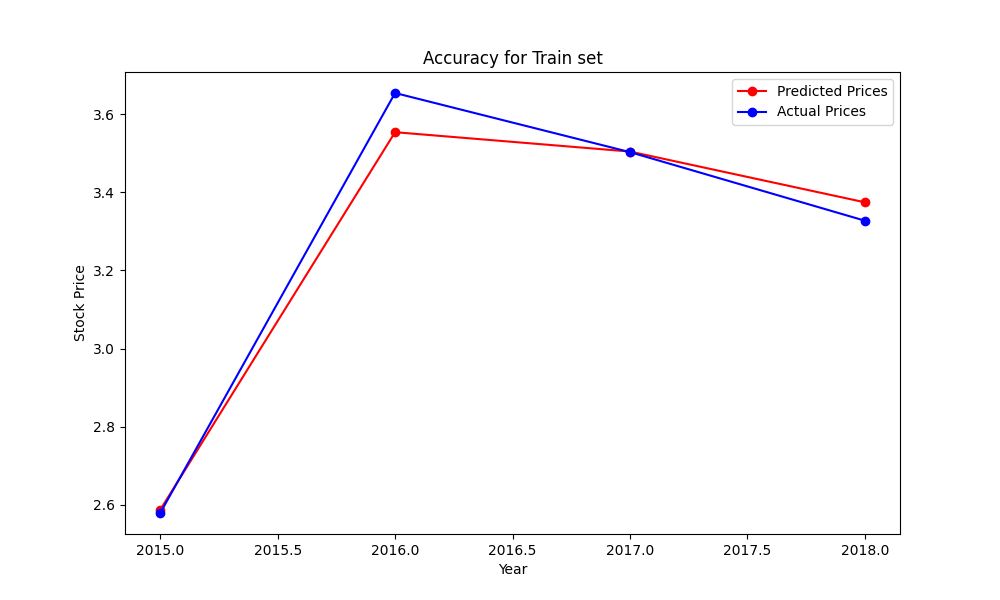 Accuracy for Train set
Predicted Prices
Actual Prices
3.6
3.4
3.2
3.0
2.8
2.6
Stock Price
2015.0 2015.5 2016.0 2016.5 2017.0 2017.5 2018.0
Year